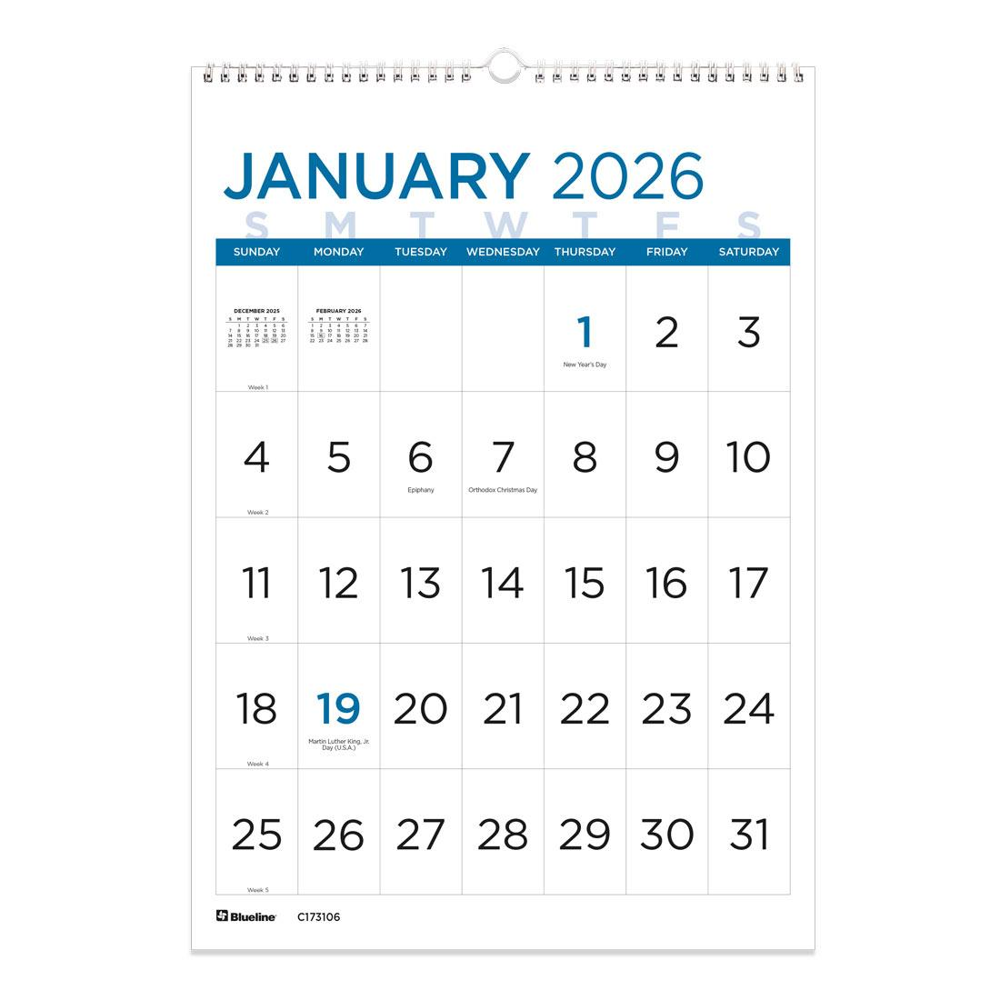 JANUARY 2026
S M T W T F S
SUNDAY MONDAY TUESDAY WEDNESDAY THURSDAY FRIDAY SATURDAY
DECEMBER 2025
S M T W T F S
1 2 3 4 5 6
7 8 9 10 11 12 13
14 15 16 17 18 19 20
21 22 23 24 25 26 27
28 29 30 31
Week 1
FEBRUARY 2026
S M T W T F S
1 2 3 4 5 6 7
8 9 10 11 12 13 14
15 16 17 18 19 20 21
22 23 24 25 26 27 28
1 2 3
New Year's Day
4 5 6 7 8 9 10
Epiphany Orthodox Christmas Day
Week 2
11 12 13 14 15 16 17
Week 3
18 19 20 21 22 23 24
Martin Luther King, Jr.
Day (U.S.A.)
Week 4
25 26 27 28 29 30 31
Week 5
Blueline C173106